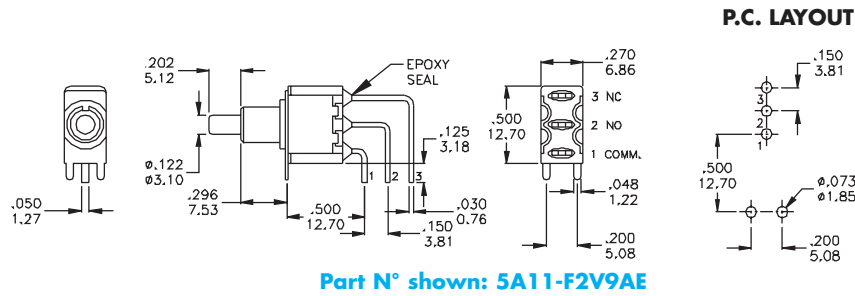 P.C. LAYOUT
.202
5.12
EPOXY
SEAL
.270
6.86
.150
3.81
3 NC
2 NO
1 COMM.
.500
12.70
3
2
1
.125
3.18
ø.122
ø3.10
.050
1.27
.296
7.53
.500
12.70
1 2 3
.030
0.76
.150
3.81
.048
1.22
.200
5.08
.500
12.70
ø.073
ø1.85
.200
5.08
Part N° shown: 5A11-F2V9AE